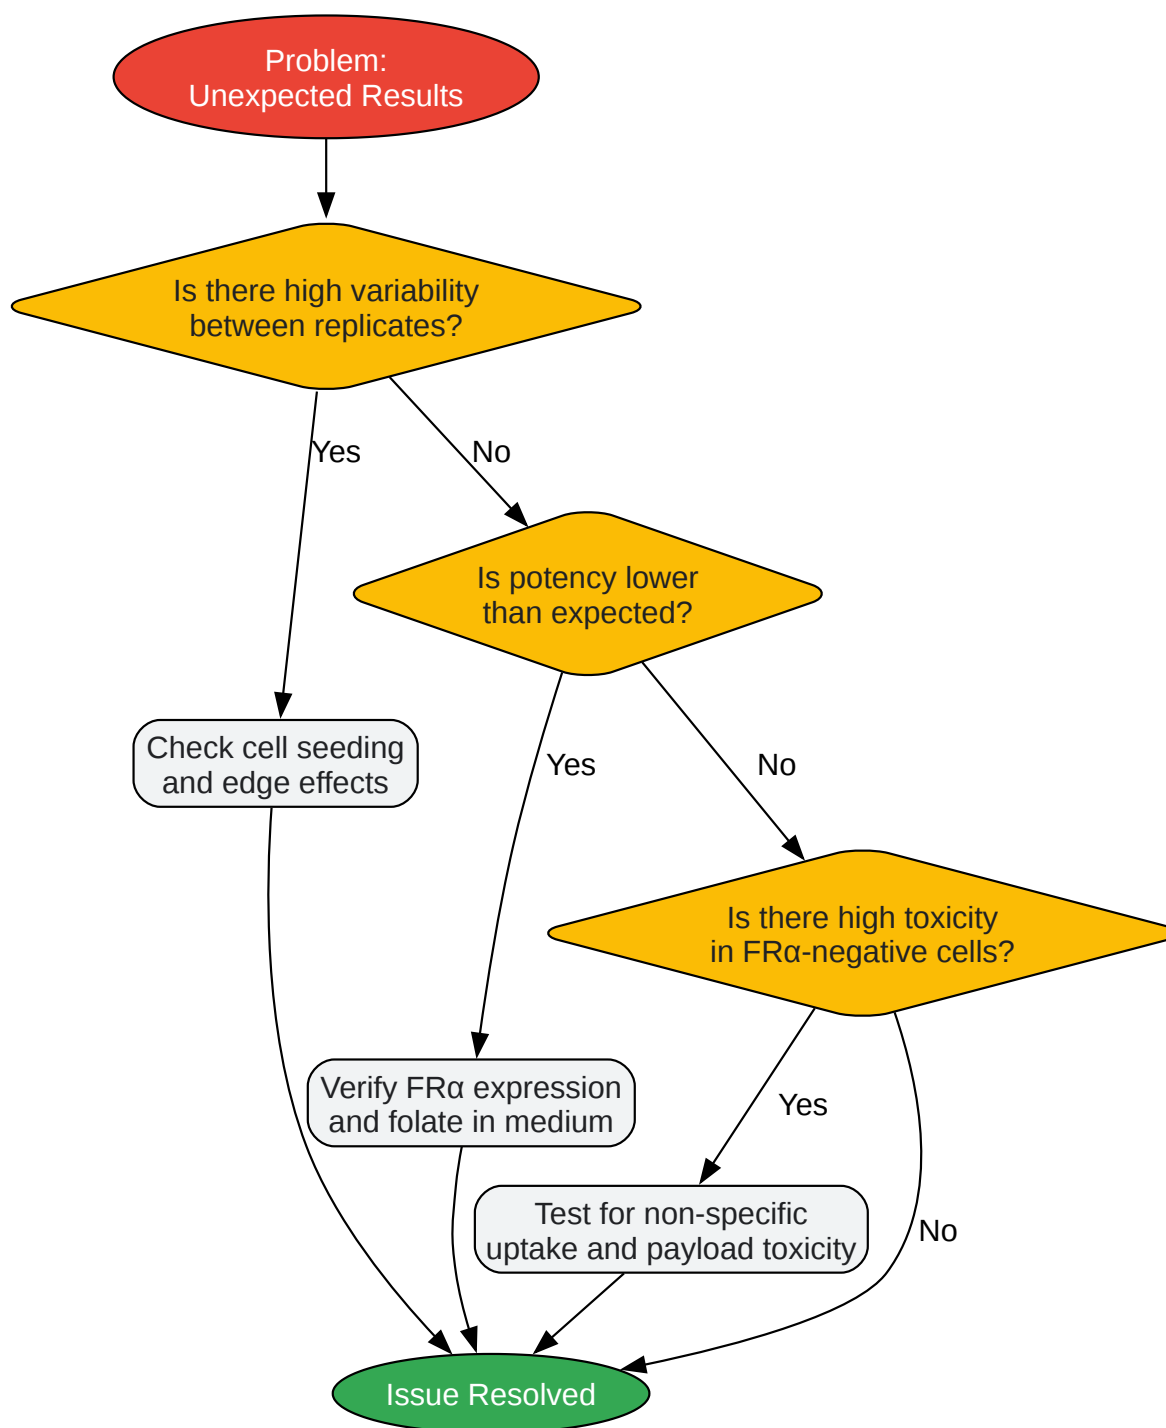 Problem:
Unexpected Results
Is there high variability
between replicates?
Yes
No
Is potency lower
than expected?
Check cell seeding
and edge effects
Yes
No
Is there high toxicity
in FRα-negative cells?
Verify FRα expression
and folate in medium
Yes
Test for non-specific
uptake and payload toxicity
No
Issue Resolved